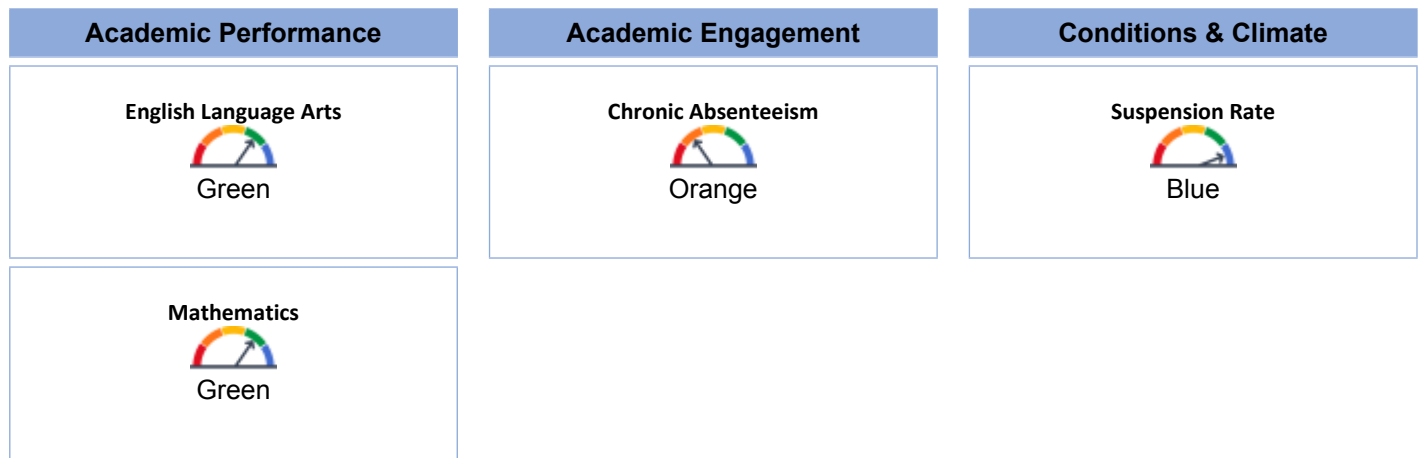 Academic Performance
Academic Engagement
Conditions & Climate
English Language Arts
Green
Chronic Absenteeism
Orange
Suspension Rate
Blue
Mathematics
Green